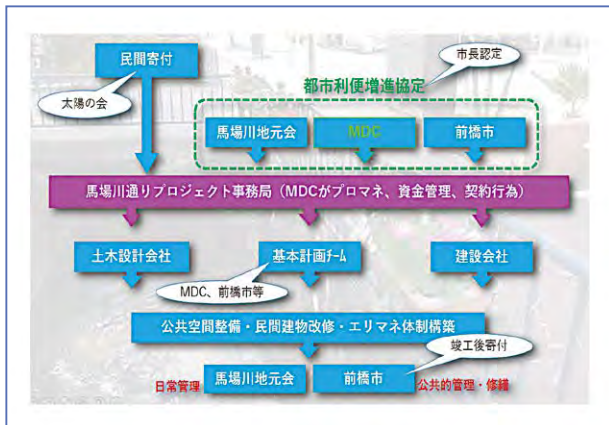 民間寄付
市長認定
太陽の会
都市利便増進協定
馬場川地元会
MDC
前橋市
馬場川通りプロジェクト事務局（MDCがプロマネ、資金管理、契約行為）
土木設計会社
基本計画ﾁｰﾑ
建設会社
MDC、前橋市等
公共空間整備・民間建物改修・エリマネ体制構築
竣工後寄付
日常管理
馬場川地元会
前橋市
公共的管理・修繕